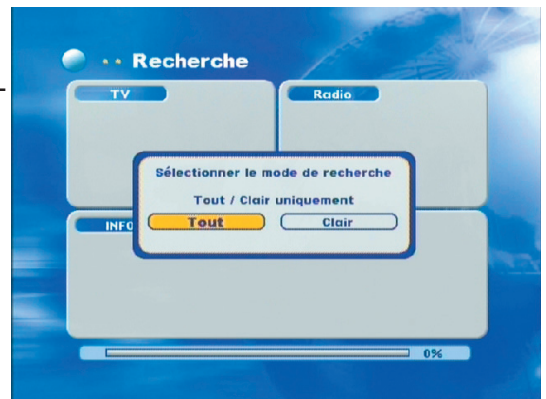 Recherche
TV
Radio
Sélectionner le mode de recherche
Tout / Clair uniquement
Tout
Clair
INFO
0%